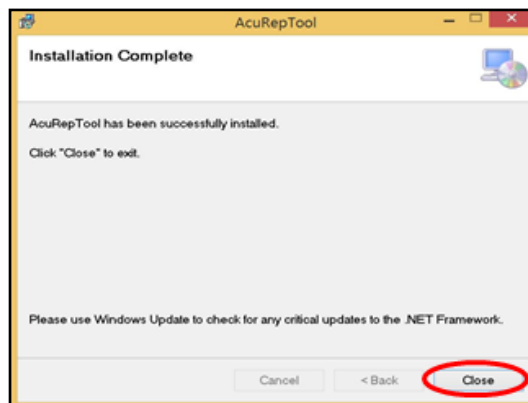 AcuRepTool
Installation Complete
AcuRepTool has been successfully installed.
Click "Close" to exit.
Please use Windows Update to check for any critical updates to the .NET Framework.
Cancel
< Back
Close